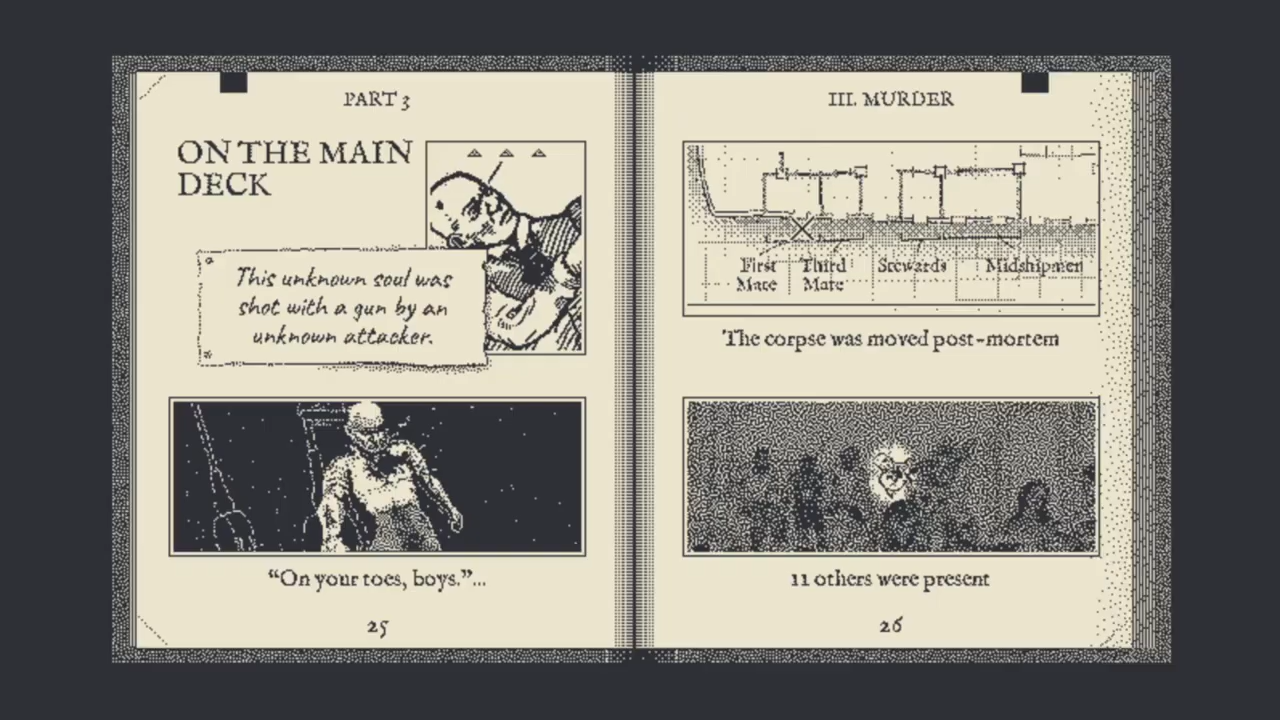 PART 3
ON THE MAIN
DECK
This unknown soul was
shot with a gun by an
unknown attacker.
“On your toes, boys.”...
25
III. MURDER
First Mate
Third Mate
Stewards
Midshipmen
The corpse was moved post-mortem
11 others were present
26